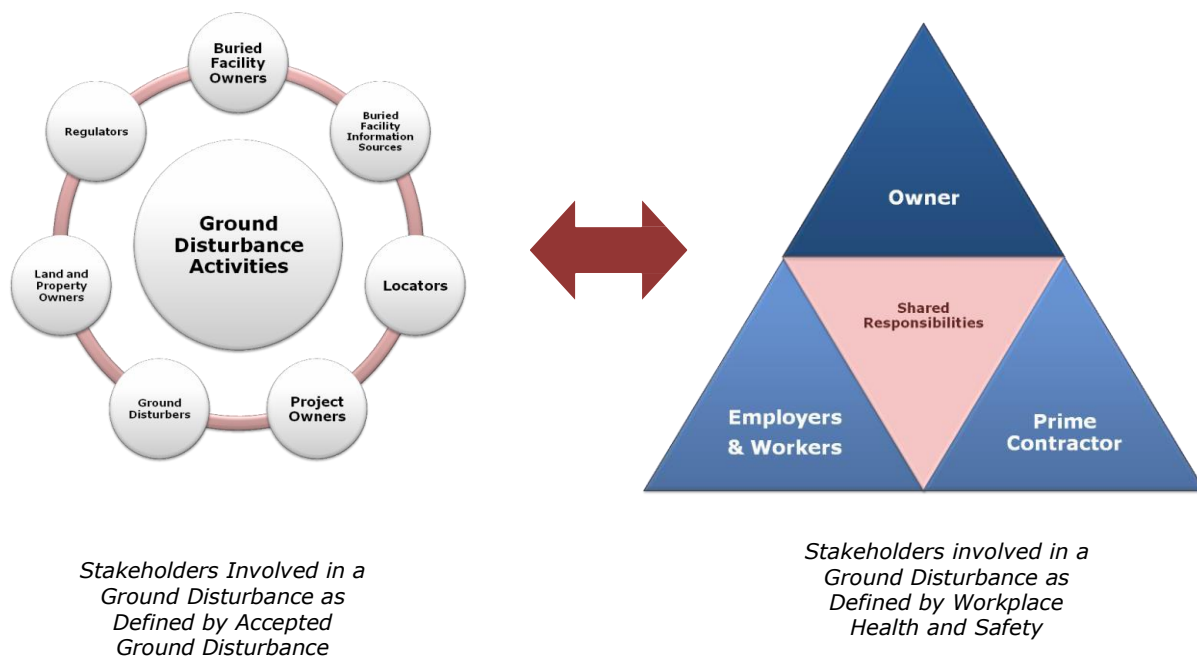 Buried
Facility
Owners
Regulators
Buried
Facility
Information
Sources
Ground
Disturbance
Activities
Land and
Property
Owners
Locators
Ground
Disturbers
Project
Owners
Owner
Shared
Responsibilities
Employers
& Workers
Prime
Contractor
Stakeholders Involved in a
Ground Disturbance as
Defined by Accepted
Ground Disturbance
Stakeholders involved in a
Ground Disturbance as
Defined by Workplace
Health and Safety